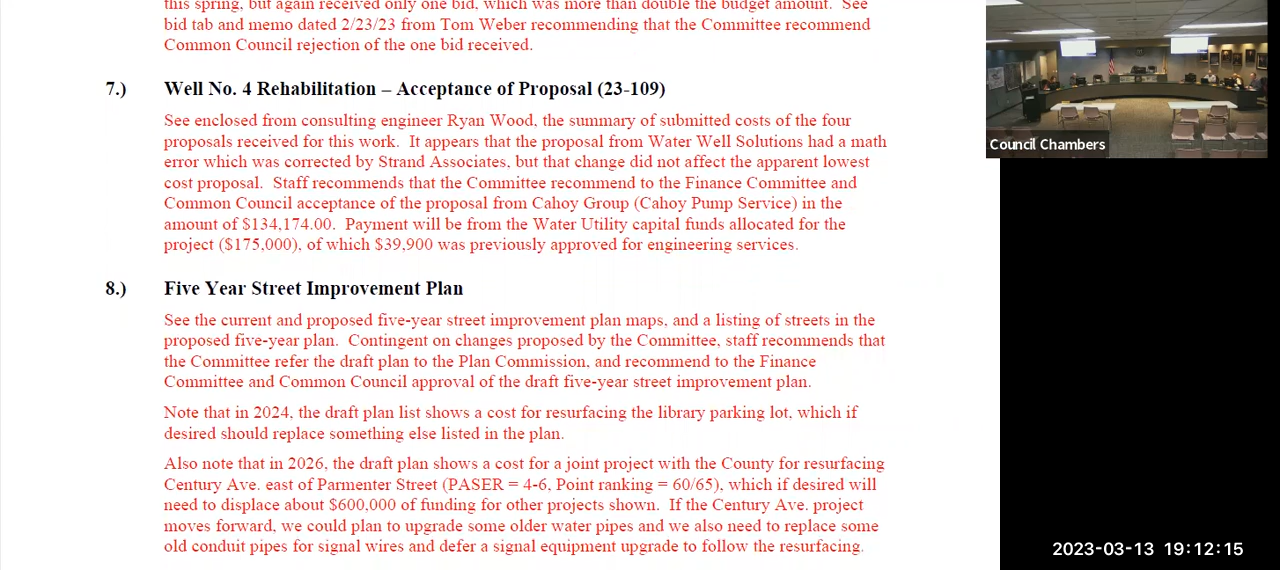 this spring, but again received only one bid, which was more than double the budget amount. See
bid tab and memo dated 2/23/23 from Tom Weber recommending that the Committee recommend
Common Council rejection of the one bid received.
7.) Well No. 4 Rehabilitation – Acceptance of Proposal (23-109)
See enclosed from consulting engineer Ryan Wood, the summary of submitted costs of the four
proposals received for this work. It appears that the proposal from Water Well Solutions had a math
error which was corrected by Strand Associates, but that change did not affect the apparent lowest
cost proposal. Staff recommends that the Committee recommend to the Finance Committee and
Common Council acceptance of the proposal from Cahoy Group (Cahoy Pump Service) in the
amount of $134,174.00. Payment will be from the Water Utility capital funds allocated for the
project ($175,000), of which $39,900 was previously approved for engineering services.
8.) Five Year Street Improvement Plan
See the current and proposed five-year street improvement plan maps, and a listing of streets in the
proposed five-year plan. Contingent on changes proposed by the Committee, staff recommends that
the Committee refer the draft plan to the Plan Commission, and recommend to the Finance
Committee and Common Council approval of the draft five-year street improvement plan.
Note that in 2024, the draft plan list shows a cost for resurfacing the library parking lot, which if
desired should replace something else listed in the plan.
Also note that in 2026, the draft plan shows a cost for a joint project with the County for resurfacing
Century Ave. east of Parmenter Street (PASER = 4-6, Point ranking = 60/65), which if desired will
need to displace about $600,000 of funding for other projects shown. If the Century Ave. project
moves forward, we could plan to upgrade some older water pipes and we also need to replace some
old conduit pipes for signal wires and defer a signal equipment upgrade to follow the resurfacing.
Council Chambers
2023-03-13 19:12:15